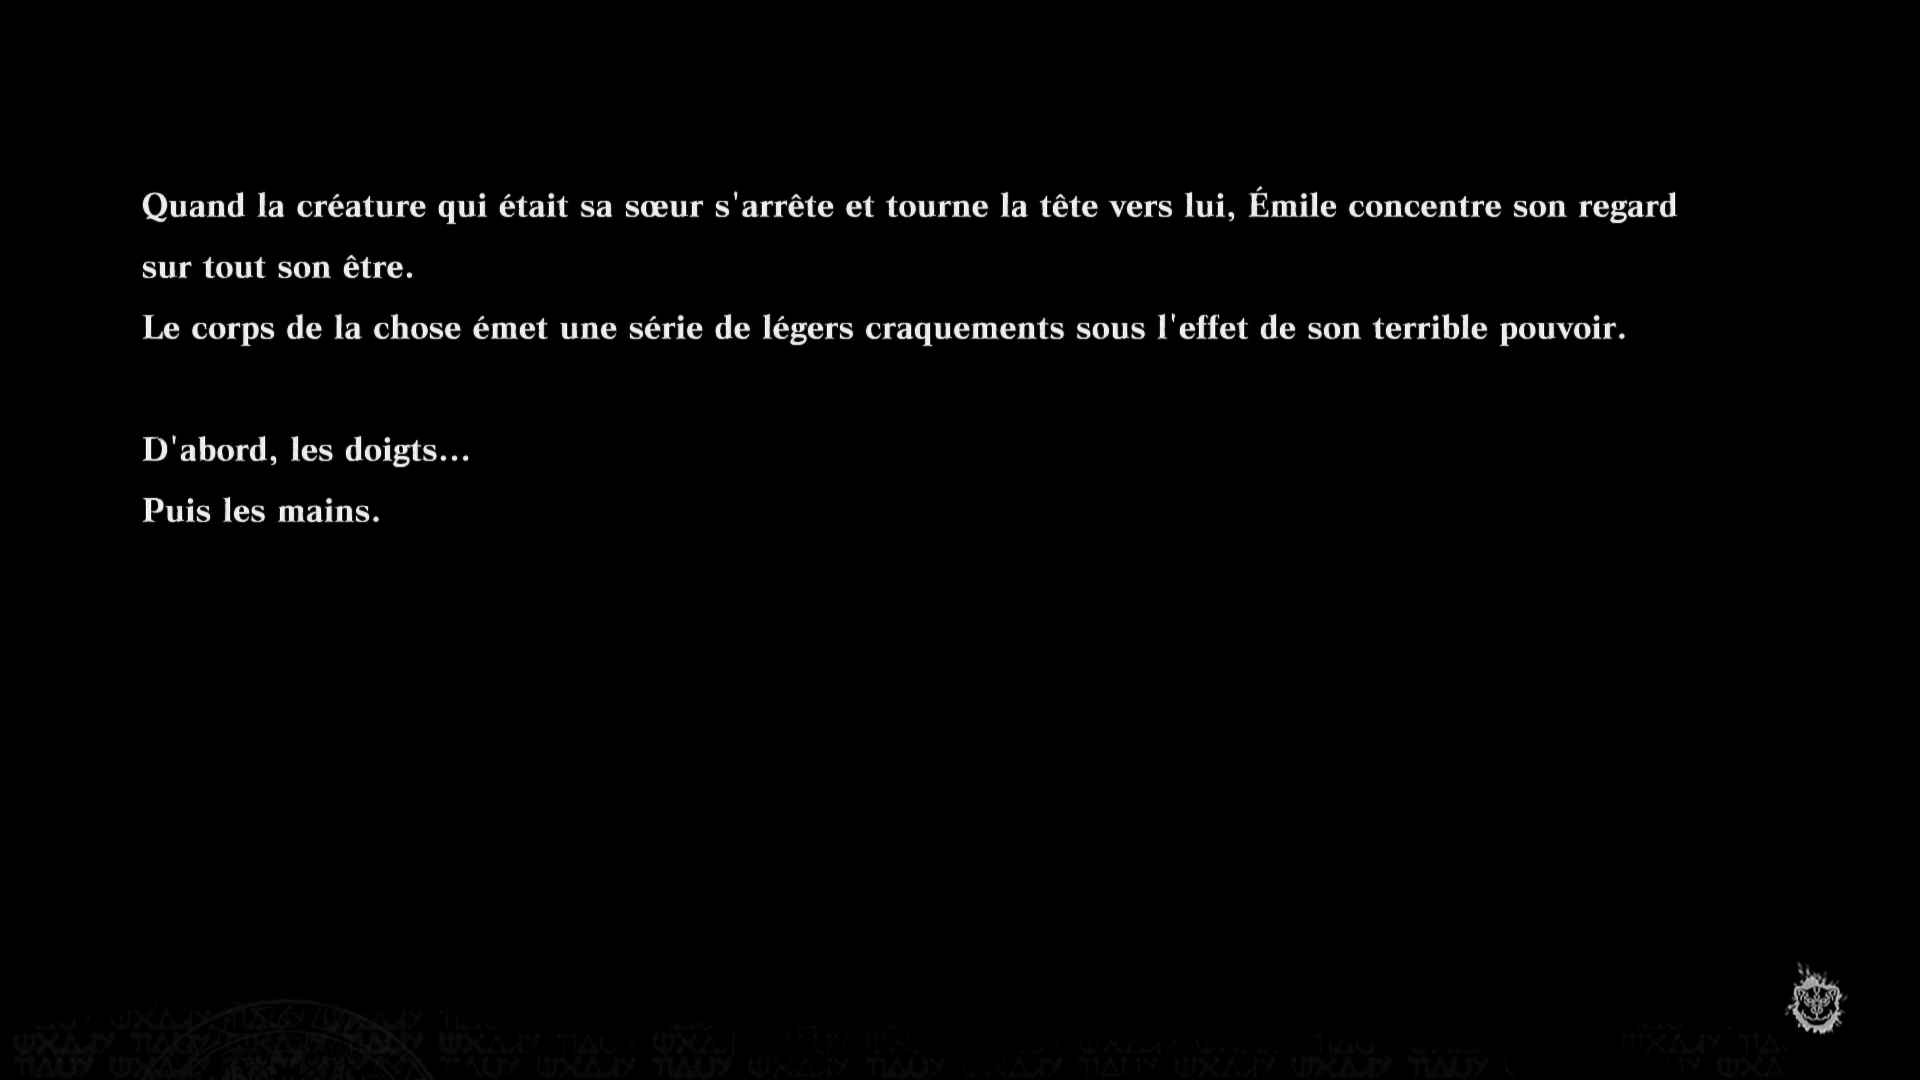 Quand la créature qui était sa sœur s'arrête et tourne la tête vers lui, Émile concentre son regard
sur tout son être.
Le corps de la chose émet une série de légers craquements sous l'effet de son terrible pouvoir.
D'abord, les doigts...
Puis les mains.